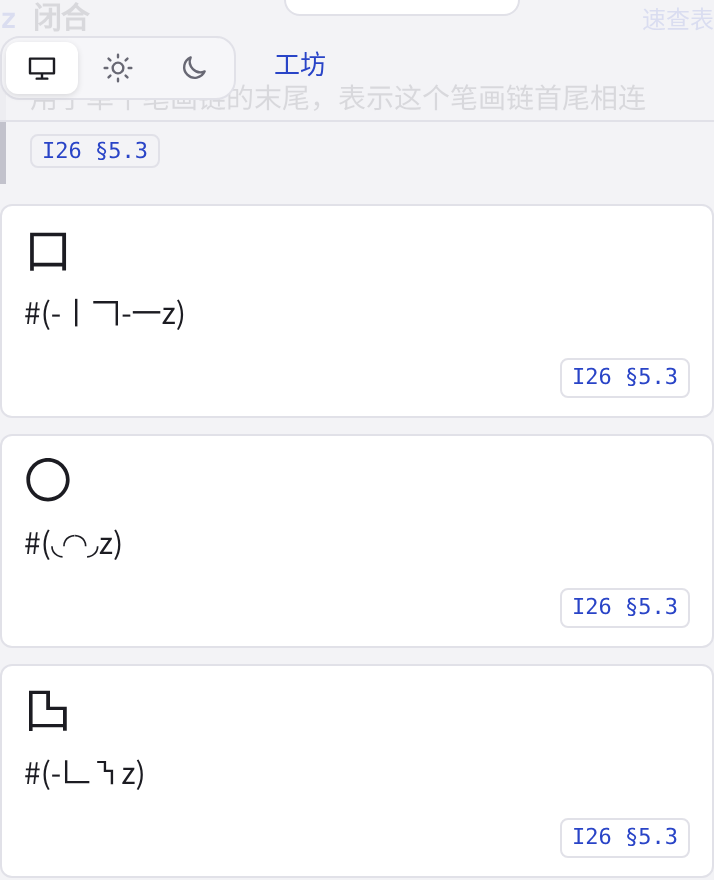 z 闭合 速查表
工坊
用于单个笔画链的末尾，表示这个笔画链首尾相连
I26 §5.3
口
#(-丨𠃍-一z)
I26 §5.3
〇
#(◟◠◞z)
I26 §5.3
#(-𠃊㇅z)
I26 §5.3